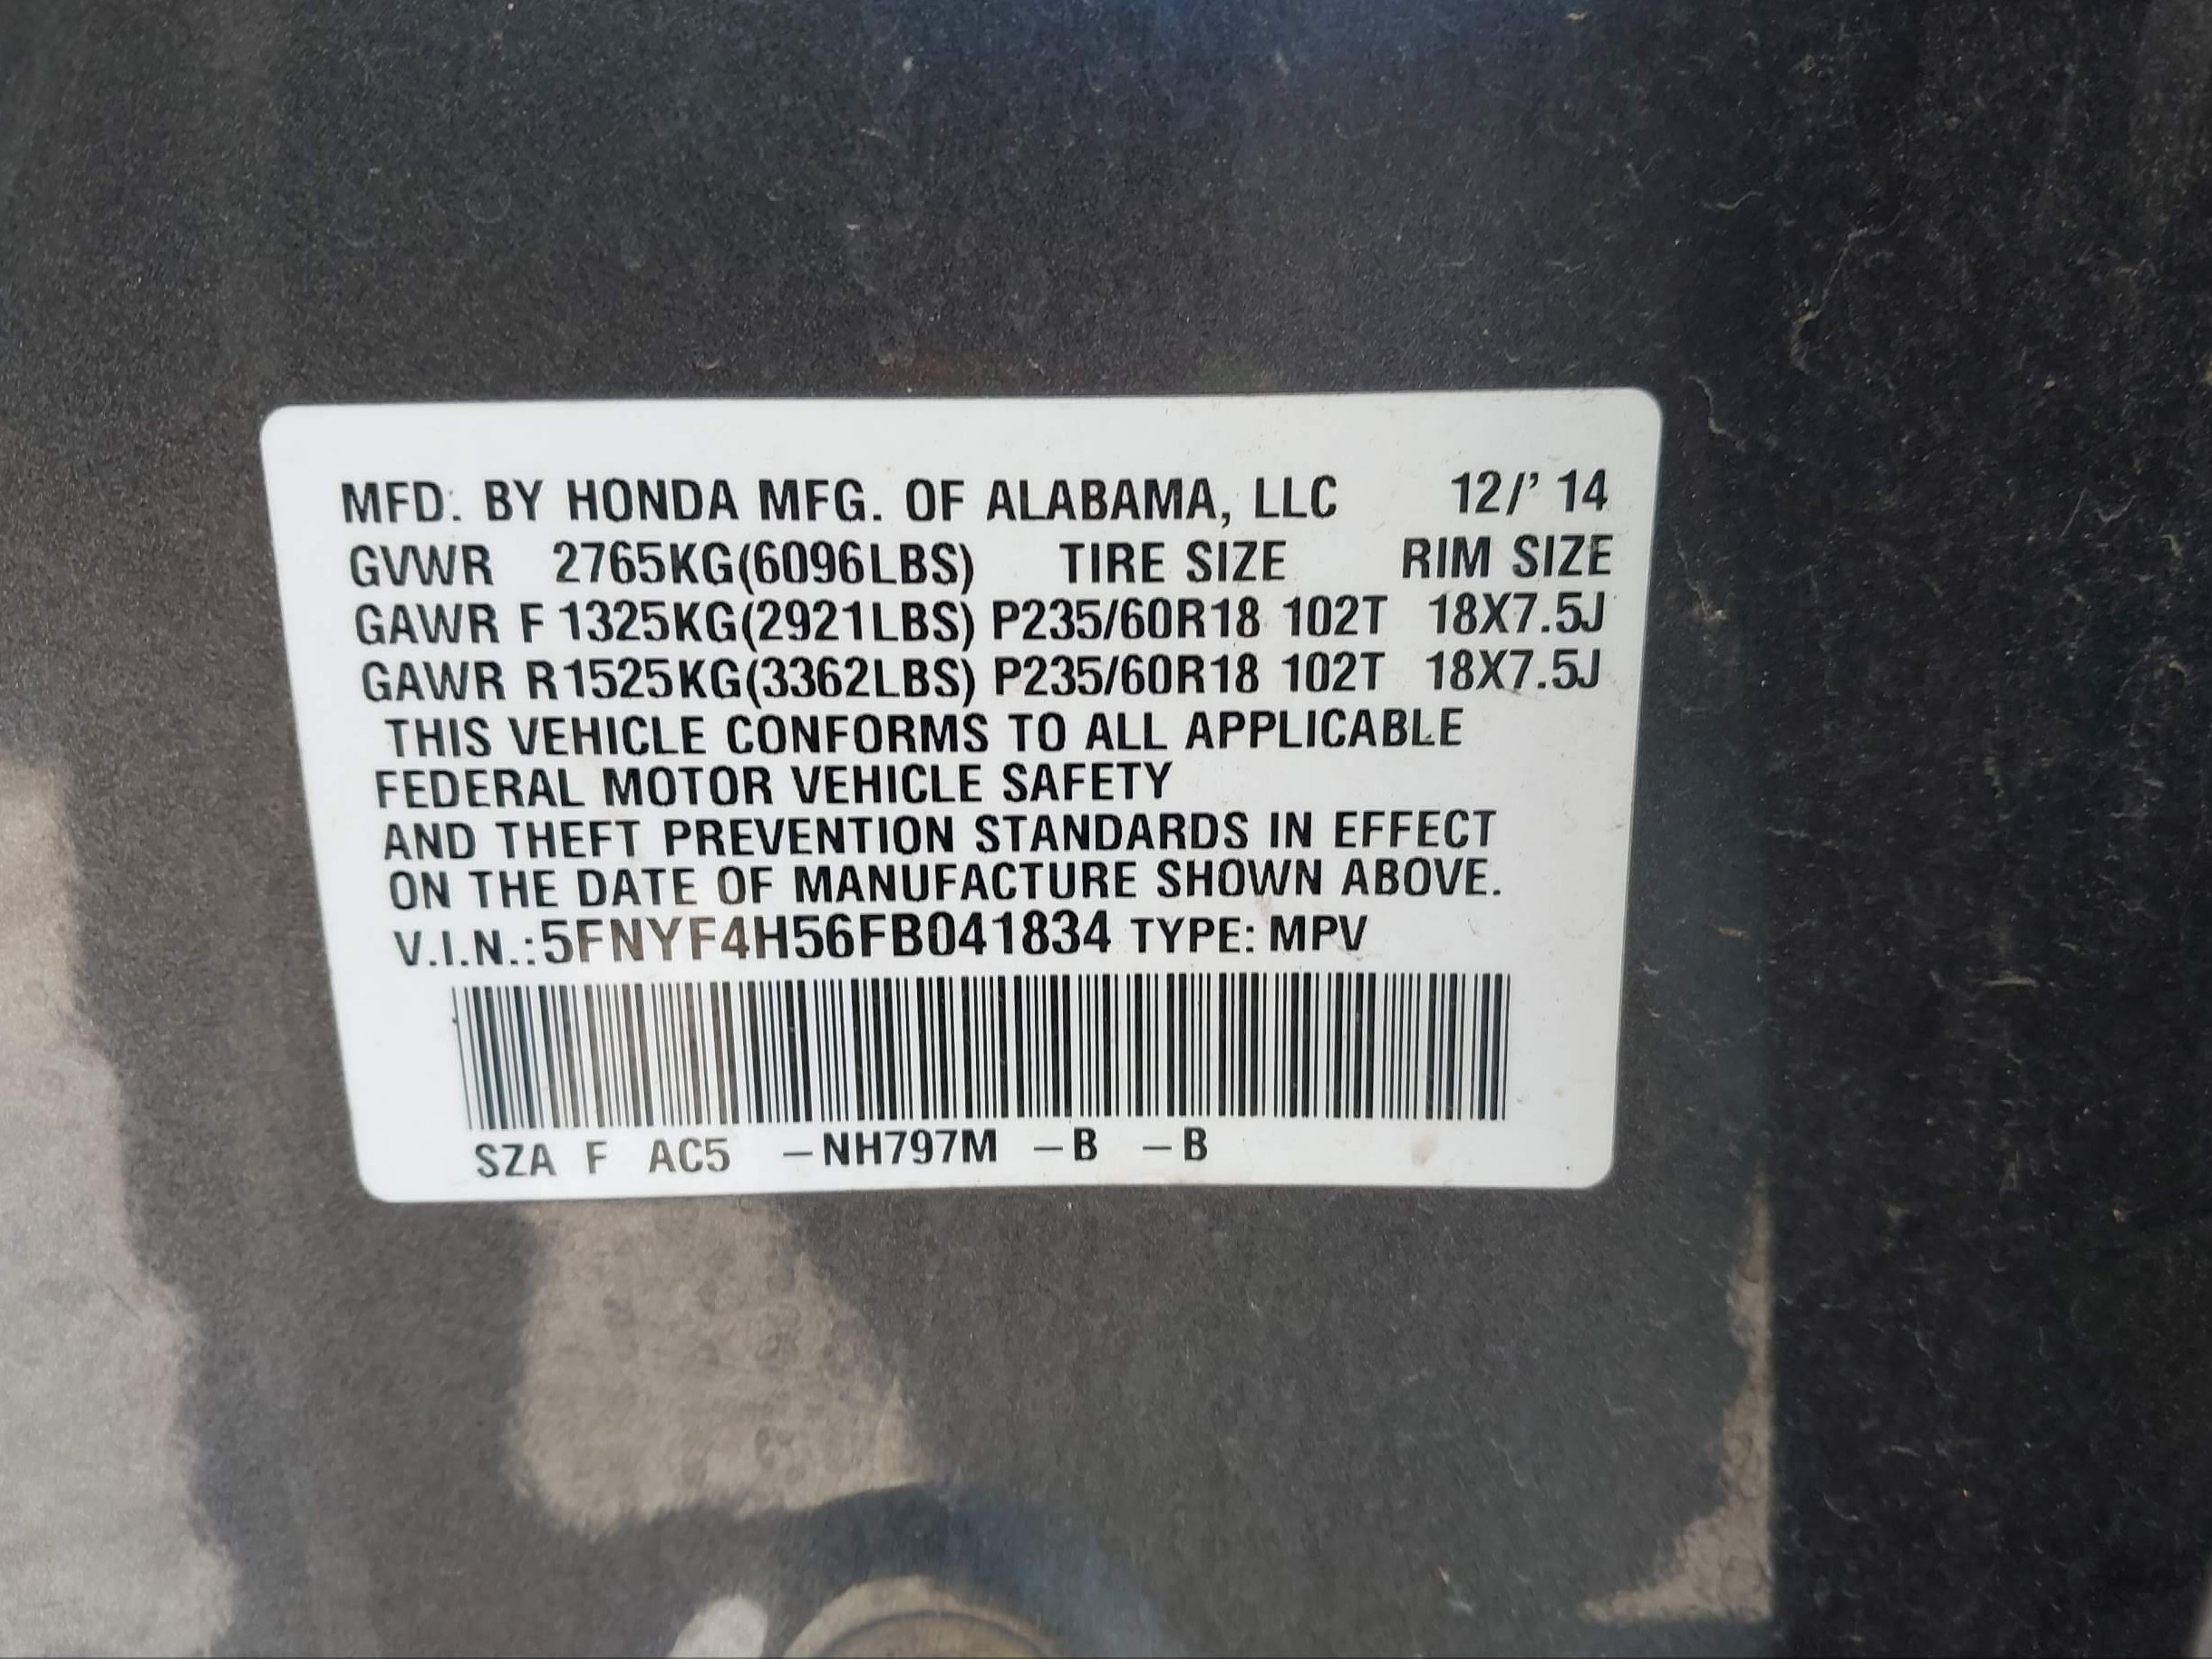 MFD. BY HONDA MFG. OF ALABAMA, LLC 12/' 14
GVWR 2765KG(6096LBS) TIRE SIZE RIM SIZE
GAWR F 1325KG(2921LBS) P235/60R18 102T 18X7.5J
GAWR R1525KG(3362LBS) P235/60R18 102T 18X7.5J
THIS VEHICLE CONFORMS TO ALL APPLICABLE
FEDERAL MOTOR VEHICLE SAFETY
AND THEFT PREVENTION STANDARDS IN EFFECT
ON THE DATE OF MANUFACTURE SHOWN ABOVE.
V.I.N.:5FNYF4H56FB041834 TYPE: MPV
SZA F AC5 –NH797M –B –B